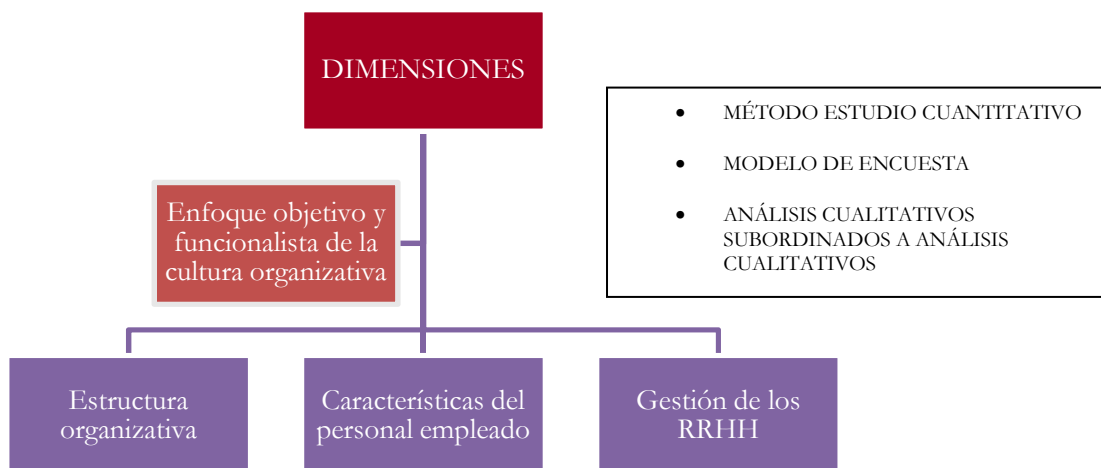 DIMENSIONES
Enfoque objetivo y
funcionalista de la
cultura organizativa
• MÉTODO ESTUDIO CUANTITATIVO
• MODELO DE ENCUESTA
• ANÁLISIS CUALITATIVOS
SUBORDINADOS A ANÁLISIS
CUALITATIVOS
Estructura
organizativa
Características del
personal empleado
Gestión de los
RRHH